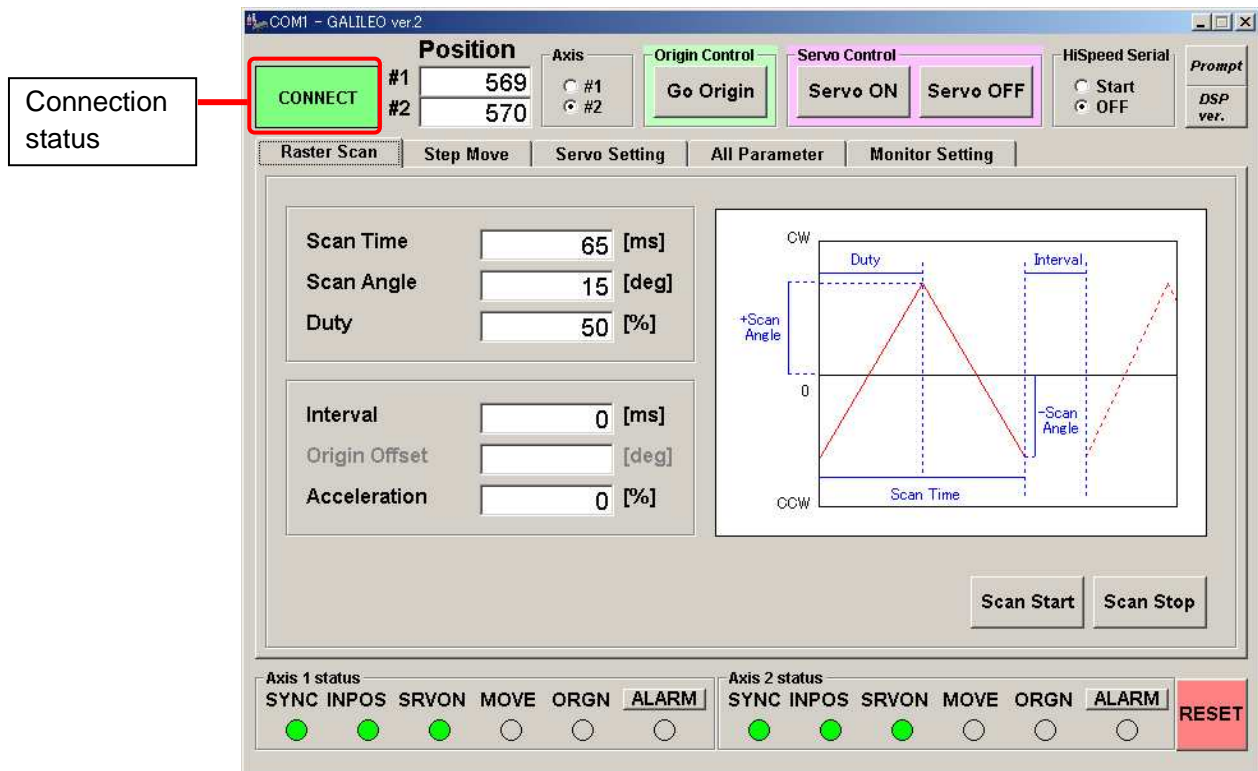 COM1 - GALILEO ver.2
Connection
status
CONNECT
Position
#1 569
#2 570
Axis
#1
#2
Origin Control
Go Origin
Servo Control
Servo ON Servo OFF
HiSpeed Serial
Start
OFF
Prompt
DSP
ver.
Raster Scan Step Move Servo Setting All Parameter Monitor Setting
Scan Time 65 [ms]
Scan Angle 15 [deg]
Duty 50 [%]
Interval 0 [ms]
Origin Offset [deg]
Acceleration 0 [%]
CW
Duty
Interval
+Scan
Angle
0
-Scan
Angle
CCW
Scan Time
Scan Start Scan Stop
Axis 1 status
SYNC INPOS SRVON MOVE ORGN ALARM
Axis 2 status
SYNC INPOS SRVON MOVE ORGN ALARM
RESET